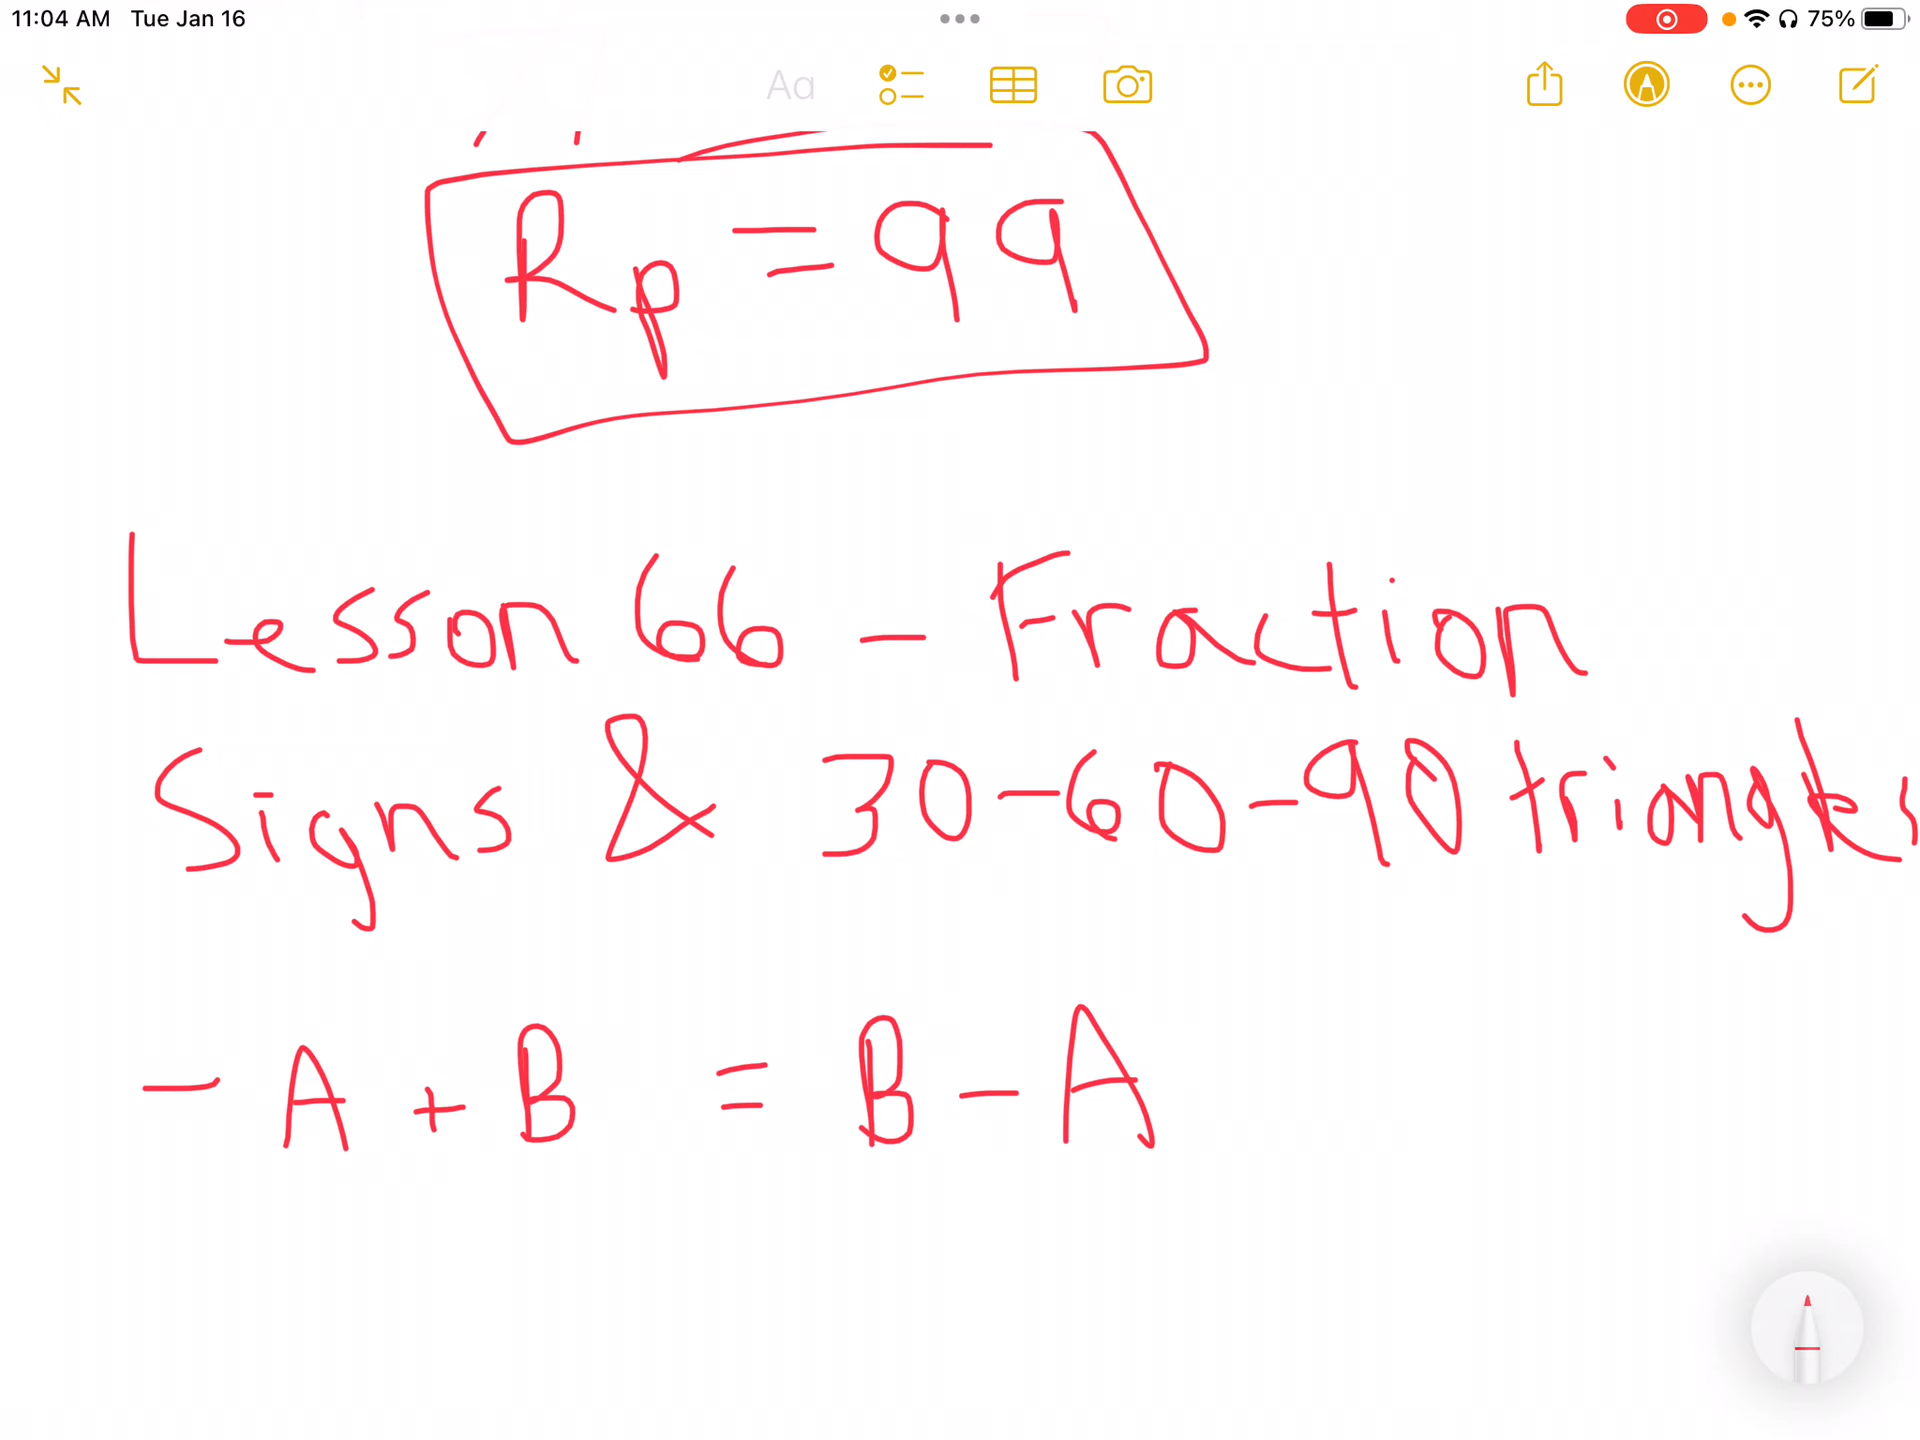 11:04 AM Tue Jan 16
75%
Aa
Rp = 99
Lesson 66 - Fraction
Signs & 30-60-90 triangles
- A + B = B - A